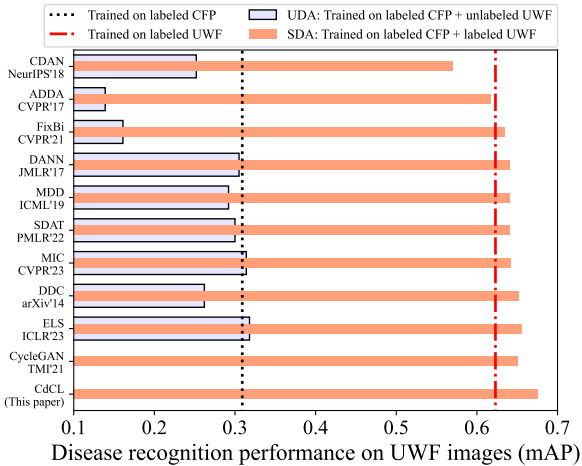 Trained on labeled CFP
Trained on labeled UWF
UDA: Trained on labeled CFP + unlabeled UWF
SDA: Trained on labeled CFP + labeled UWF
CDAN
NeurIPS'18
ADDA
CVPR'17
FixBi
CVPR'21
DANN
JMLR'17
MDD
ICML'19
SDAT
PMLR'22
MIC
CVPR'23
DDC
arXiv'14
ELS
ICLR'23
CycleGAN
TMI'21
CdCL
(This paper)
0.1 0.2 0.3 0.4 0.5 0.6 0.7
Disease recognition performance on UWF images (mAP)